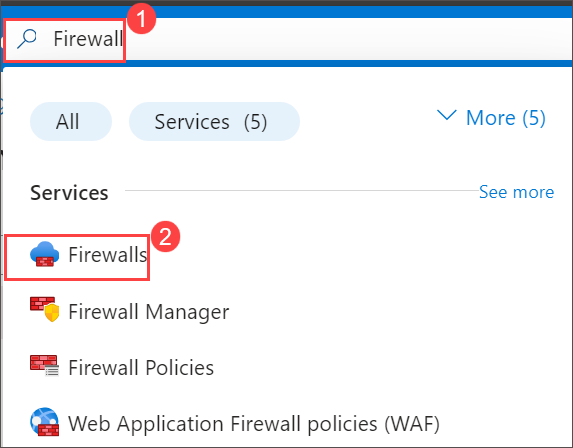 1
Firewall
All
Services (5)
More (5)
Services
See more
2
Firewalls
Firewall Manager
Firewall Policies
Web Application Firewall policies (WAF)